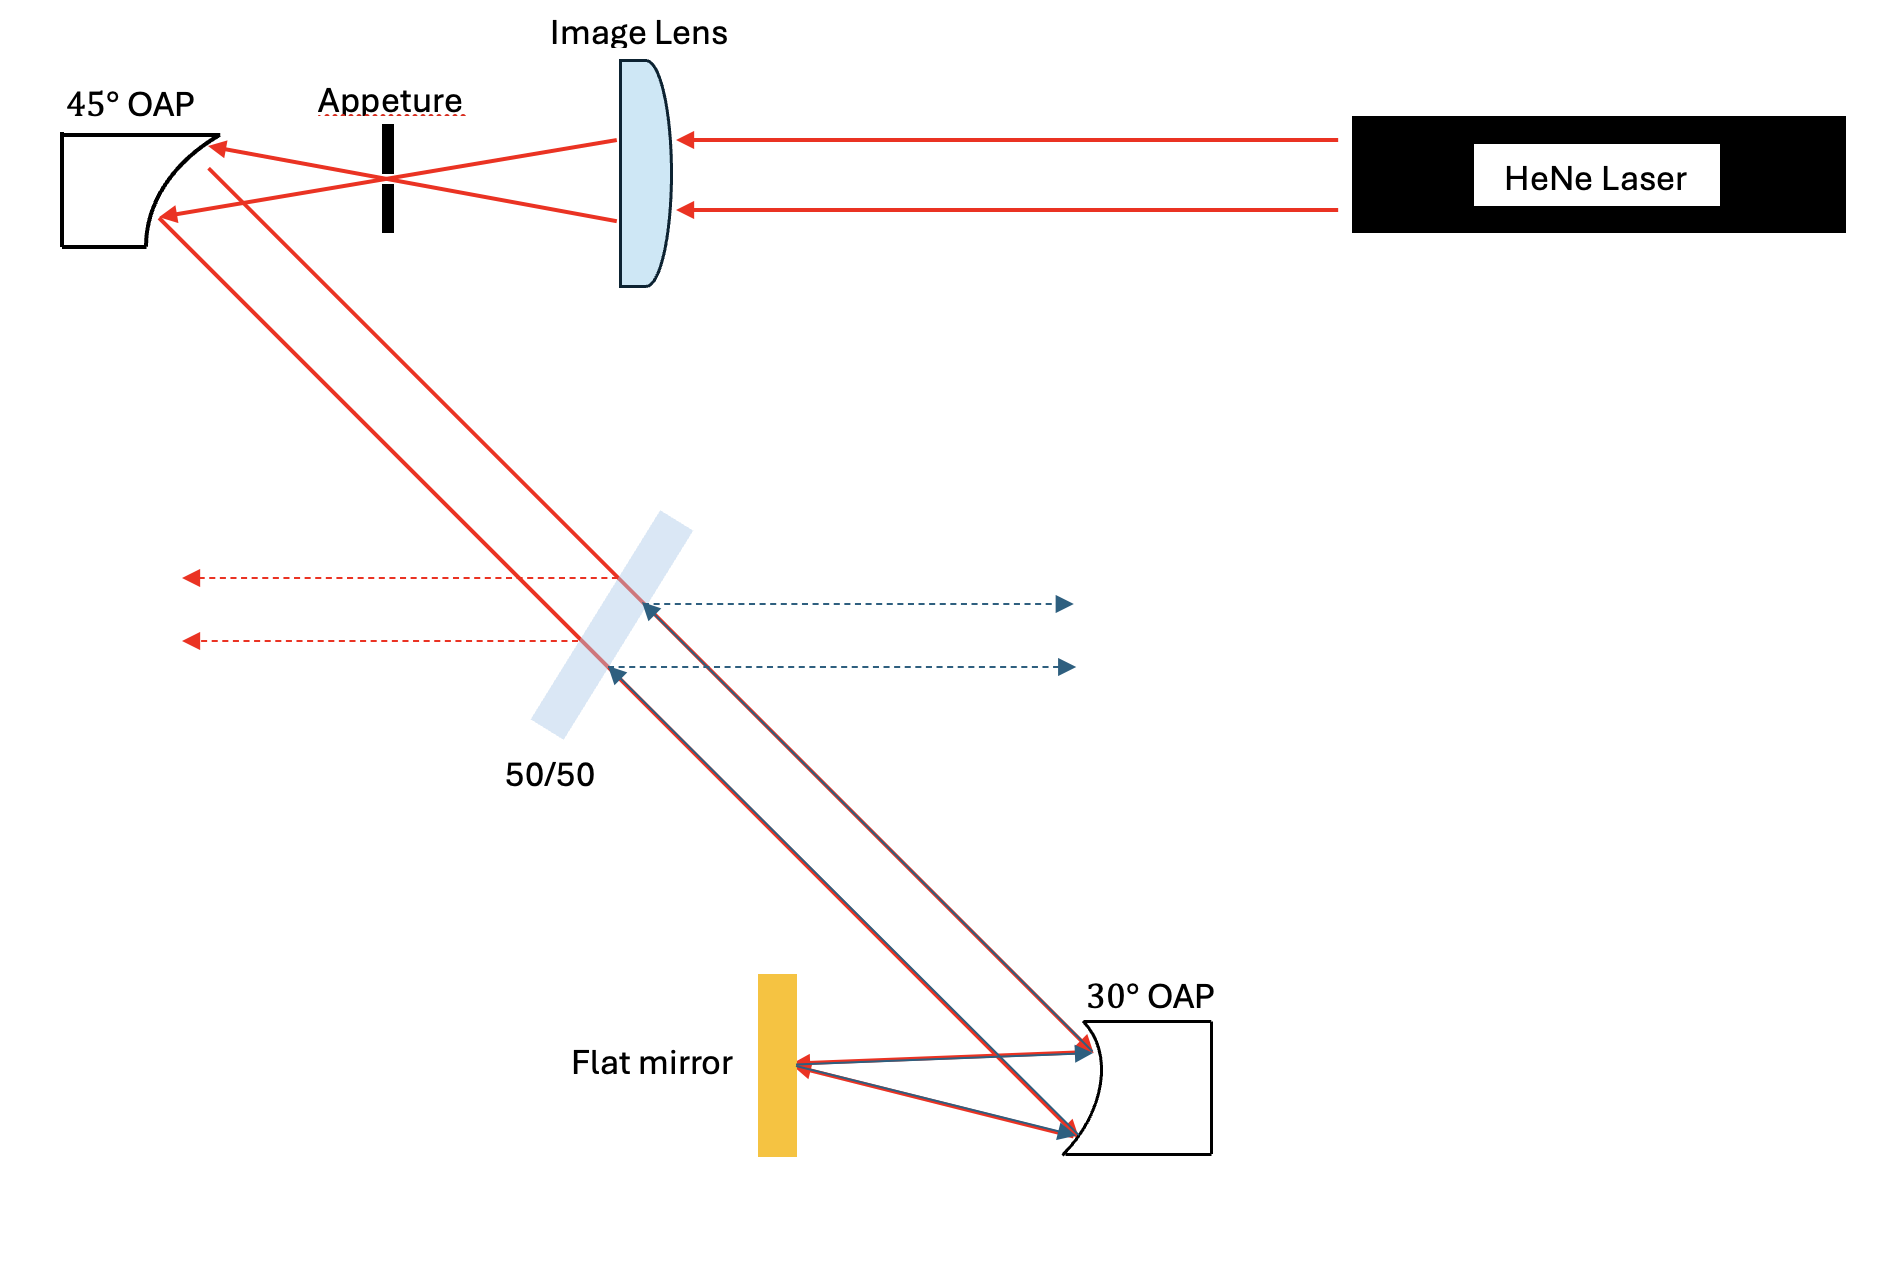 Image Lens
45° OAP
Appeture
HeNe Laser
50/50
30° OAP
Flat mirror